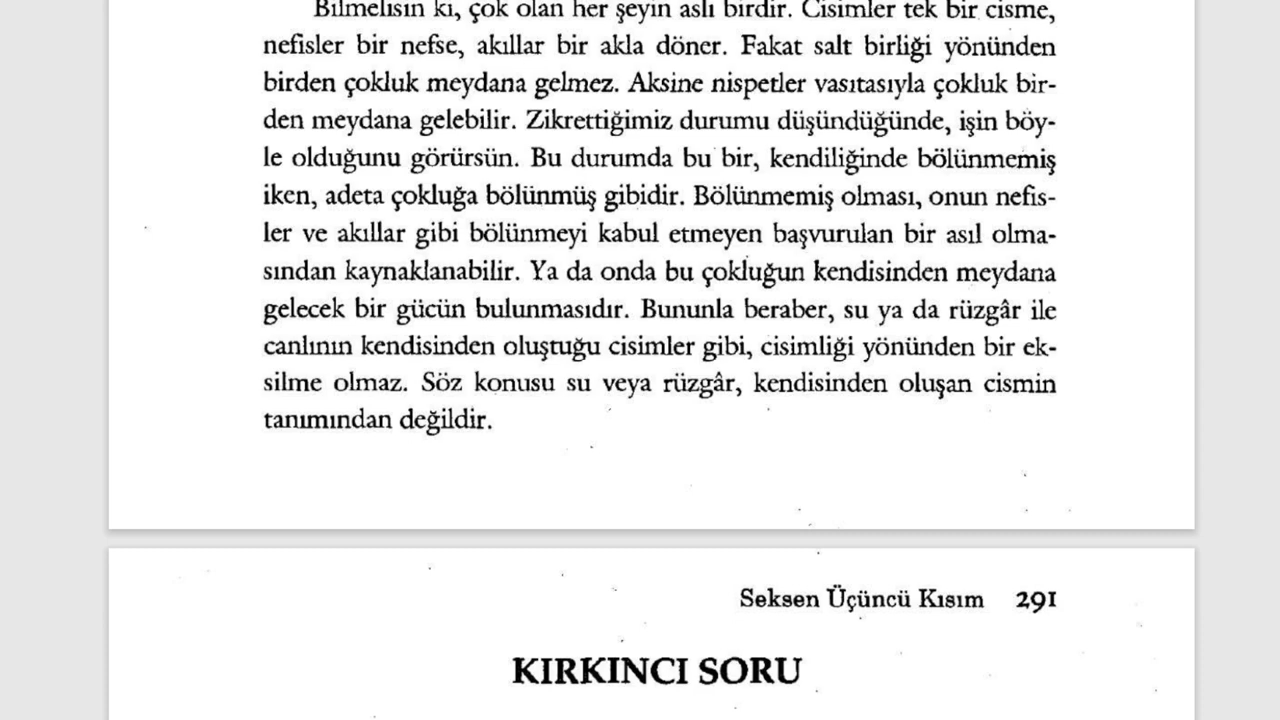 Bilmelisin ki, çok olan her şeyin aslı birdir. Cisimler tek bir cisme,
nefisler bir nefse, akıllar bir akla döner. Fakat salt birliği yönünden
birden çokluk meydana gelmez. Aksine nispetler vasıtasıyla çokluk bir-
den meydana gelebilir. Zikrettiğimiz durumu düşündüğünde, işin böy-
le olduğunu görürsün. Bu durumda bu bir, kendiliğinde bölünmemiş
iken, adeta çokluğa bölünmüş gibidir. Bölünmemiş olması, onun nefis-
ler ve akıllar gibi bölünmeyi kabul etmeyen başvurulan bir asıl olma-
sından kaynaklanabilir. Ya da onda bu çokluğun kendisinden meydana
gelecek bir gücün bulunmasıdır. Bununla beraber, su ya da rüzgâr ile
canlının kendisinden oluştuğu cisimler gibi, cisimliği yönünden bir ek-
silme olmaz. Söz konusu su veya rüzgâr, kendisinden oluşan cismin
tanımından değildir.
Seksen Üçüncü Kısım 291
KIRKINCI SORU